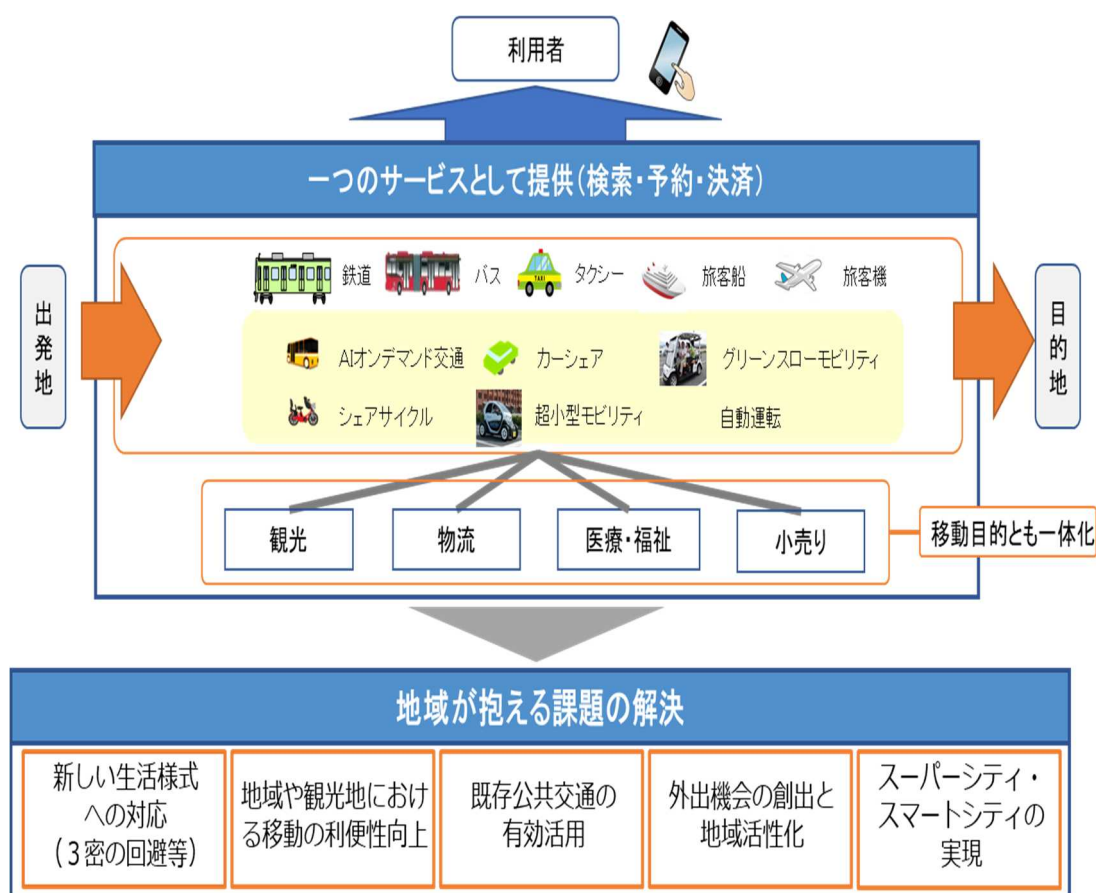 利用者
一つのサービスとして提供(検索・予約・決済)
出発地
鉄道
バス
TAXI
タクシー
旅客船
旅客機
目的地
AIオンデマンド交通
カーシェア
グリーンスローモビリティ
シェアサイクル
超小型モビリティ
自動運転
観光
物流
医療・福祉
小売り
移動目的とも一体化
地域が抱える課題の解決
新しい生活様式
への対応
(3密の回避等)
地域や観光地におけ
る移動の利便性向上
既存公共交通の
有効活用
外出機会の創出と
地域活性化
スーパーシティ・
スマートシティの
実現